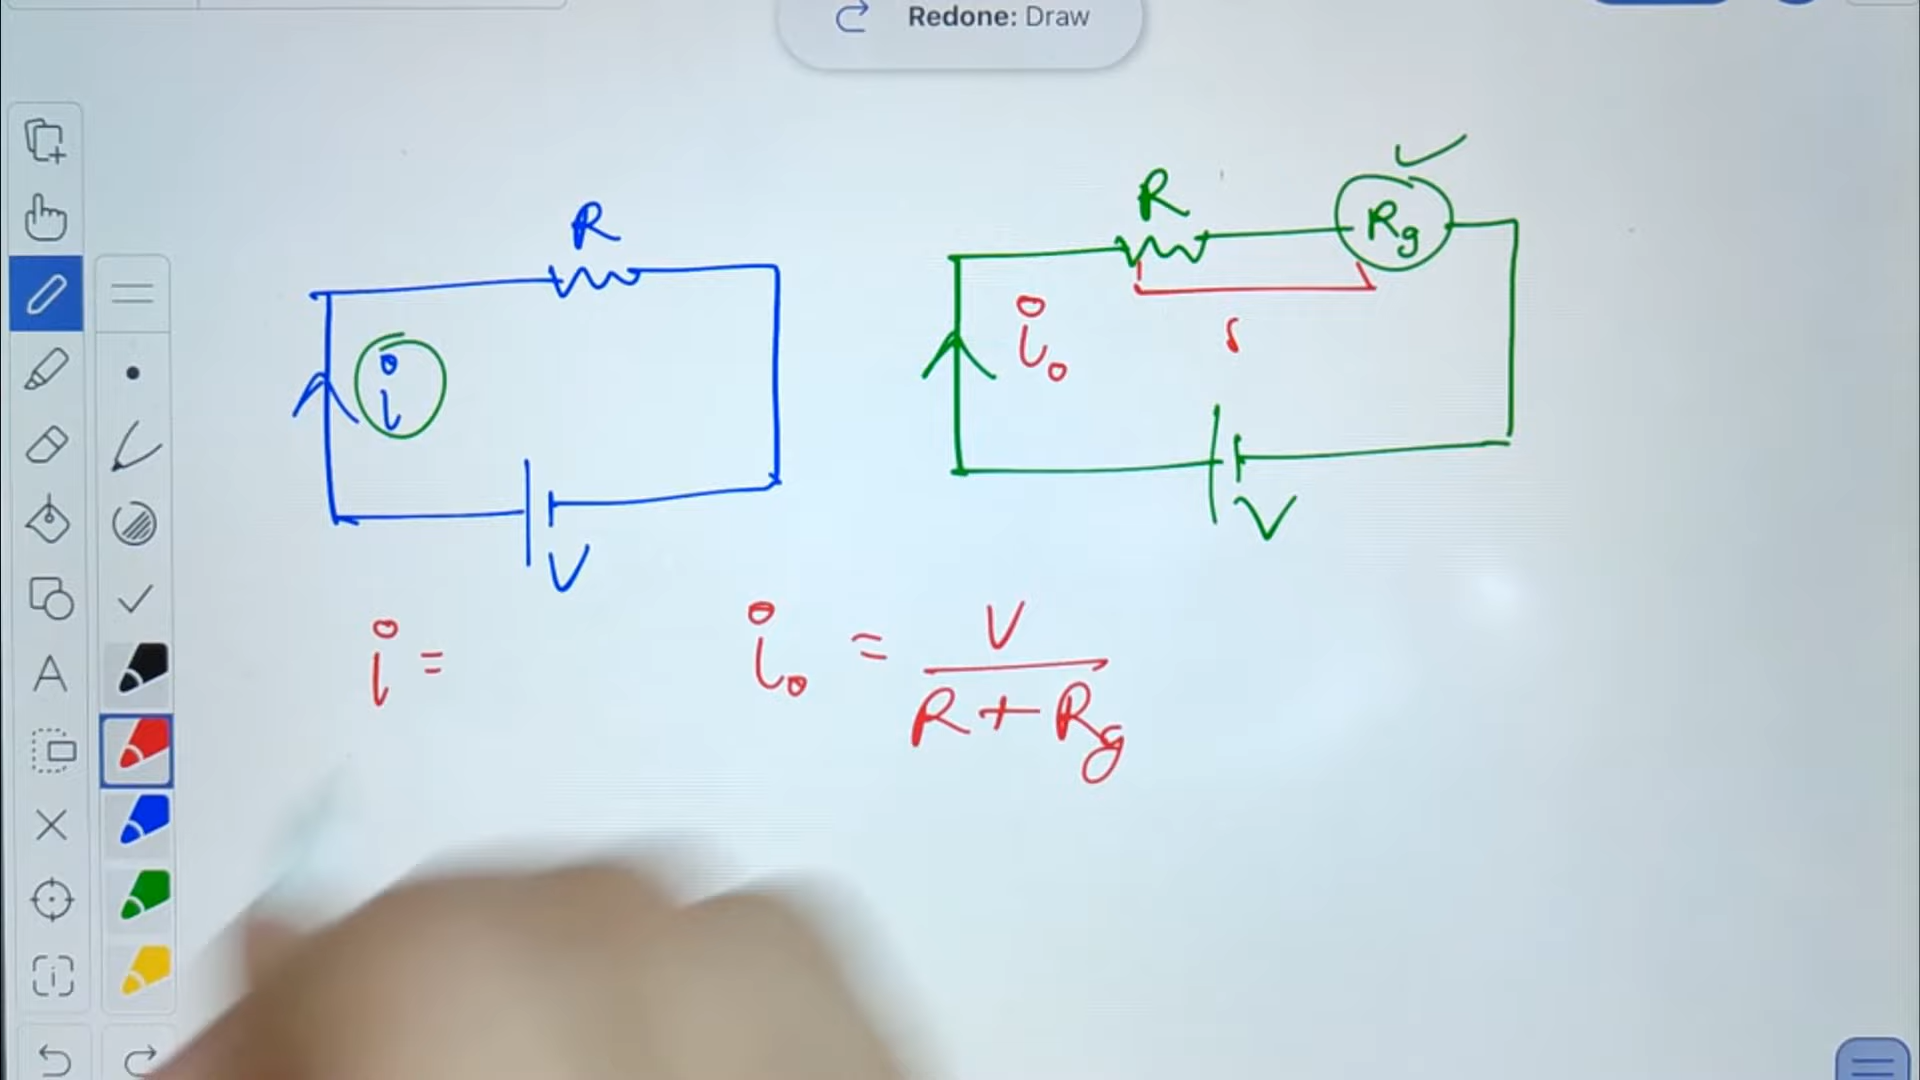 Redone: Draw
R
R
Rg
i
i₀
s
V
V
i =
i₀ = V / R + Rg
A